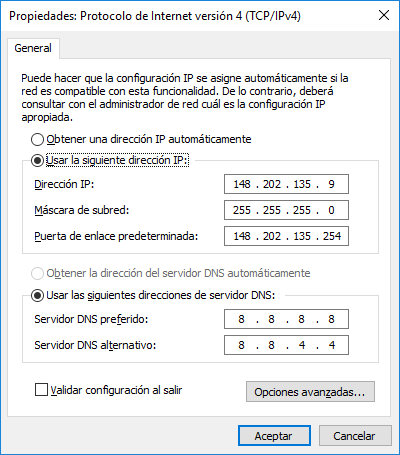 Propiedades: Protocolo de Internet versión 4 (TCP/IPv4)
General
Puede hacer que la configuración IP se asigne automáticamente si la
red es compatible con esta funcionalidad. De lo contrario, deberá
consultar con el administrador de red cuál es la configuración IP
apropiada.
Obtener una dirección IP automáticamente
Usar la siguiente dirección IP:
Dirección IP: 148 . 202 . 135 . 9
Máscara de subred: 255 . 255 . 255 . 0
Puerta de enlace predeterminada: 148 . 202 . 135 . 254
Obtener la dirección del servidor DNS automáticamente
Usar las siguientes direcciones de servidor DNS:
Servidor DNS preferido: 8 . 8 . 8 . 8
Servidor DNS alternativo: 8 . 8 . 4 . 4
Validar configuración al salir
Opciones avanzadas...
Aceptar Cancelar